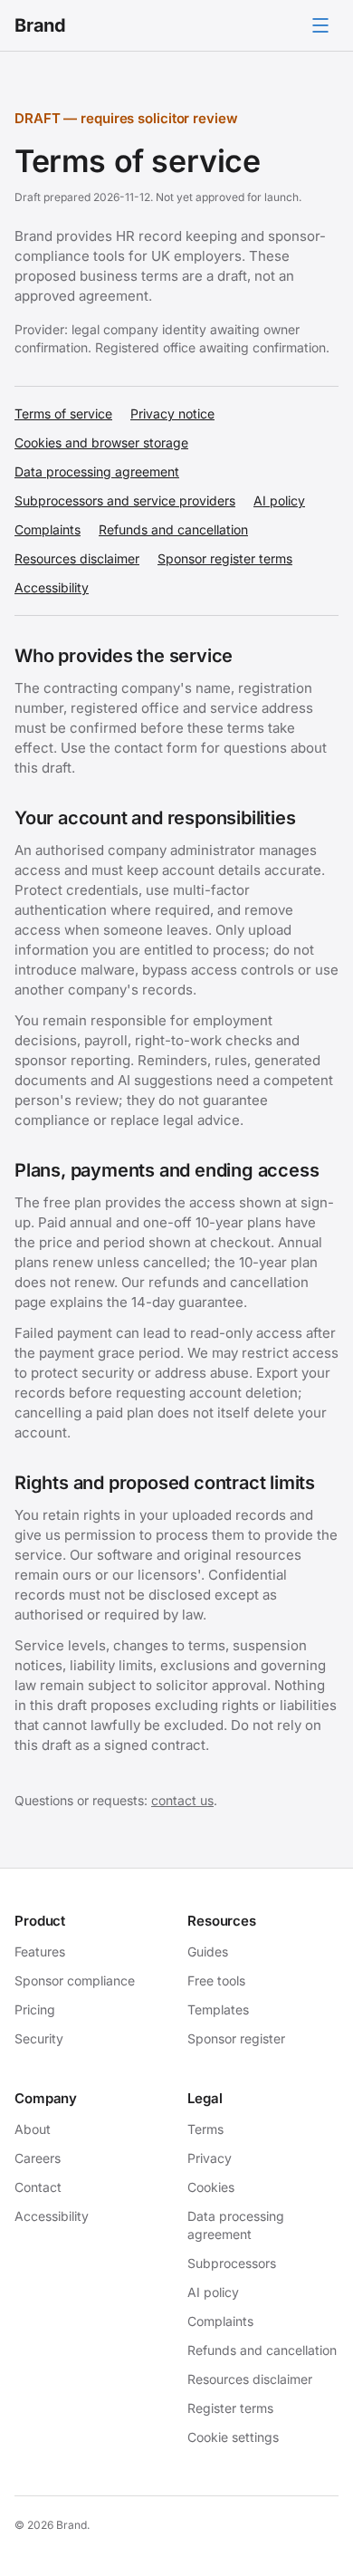 Brand
DRAFT — requires solicitor review
Terms of service
Draft prepared 2026-11-12. Not yet approved for launch.
Brand provides HR record keeping and sponsor-
compliance tools for UK employers. These
proposed business terms are a draft, not an
approved agreement.
Provider: legal company identity awaiting owner
confirmation. Registered office awaiting confirmation.
Terms of service Privacy notice
Cookies and browser storage
Data processing agreement
Subprocessors and service providers AI policy
Complaints Refunds and cancellation
Resources disclaimer Sponsor register terms
Accessibility
Who provides the service
The contracting company's name, registration
number, registered office and service address
must be confirmed before these terms take
effect. Use the contact form for questions about
this draft.
Your account and responsibilities
An authorised company administrator manages
access and must keep account details accurate.
Protect credentials, use multi-factor
authentication where required, and remove
access when someone leaves. Only upload
information you are entitled to process; do not
introduce malware, bypass access controls or use
another company's records.
You remain responsible for employment
decisions, payroll, right-to-work checks and
sponsor reporting. Reminders, rules, generated
documents and AI suggestions need a competent
person's review; they do not guarantee
compliance or replace legal advice.
Plans, payments and ending access
The free plan provides the access shown at sign-
up. Paid annual and one-off 10-year plans have
the price and period shown at checkout. Annual
plans renew unless cancelled; the 10-year plan
does not renew. Our refunds and cancellation
page explains the 14-day guarantee.
Failed payment can lead to read-only access after
the payment grace period. We may restrict access
to protect security or address abuse. Export your
records before requesting account deletion;
cancelling a paid plan does not itself delete your
account.
Rights and proposed contract limits
You retain rights in your uploaded records and
give us permission to process them to provide the
service. Our software and original resources
remain ours or our licensors'. Confidential
records must not be disclosed except as
authorised or required by law.
Service levels, changes to terms, suspension
notices, liability limits, exclusions and governing
law remain subject to solicitor approval. Nothing
in this draft proposes excluding rights or liabilities
that cannot lawfully be excluded. Do not rely on
this draft as a signed contract.
Questions or requests: contact us.
Product
Features
Sponsor compliance
Pricing
Security
Resources
Guides
Free tools
Templates
Sponsor register
Company
About
Careers
Contact
Accessibility
Legal
Terms
Privacy
Cookies
Data processing
agreement
Subprocessors
AI policy
Complaints
Refunds and cancellation
Resources disclaimer
Register terms
Cookie settings
© 2026 Brand.